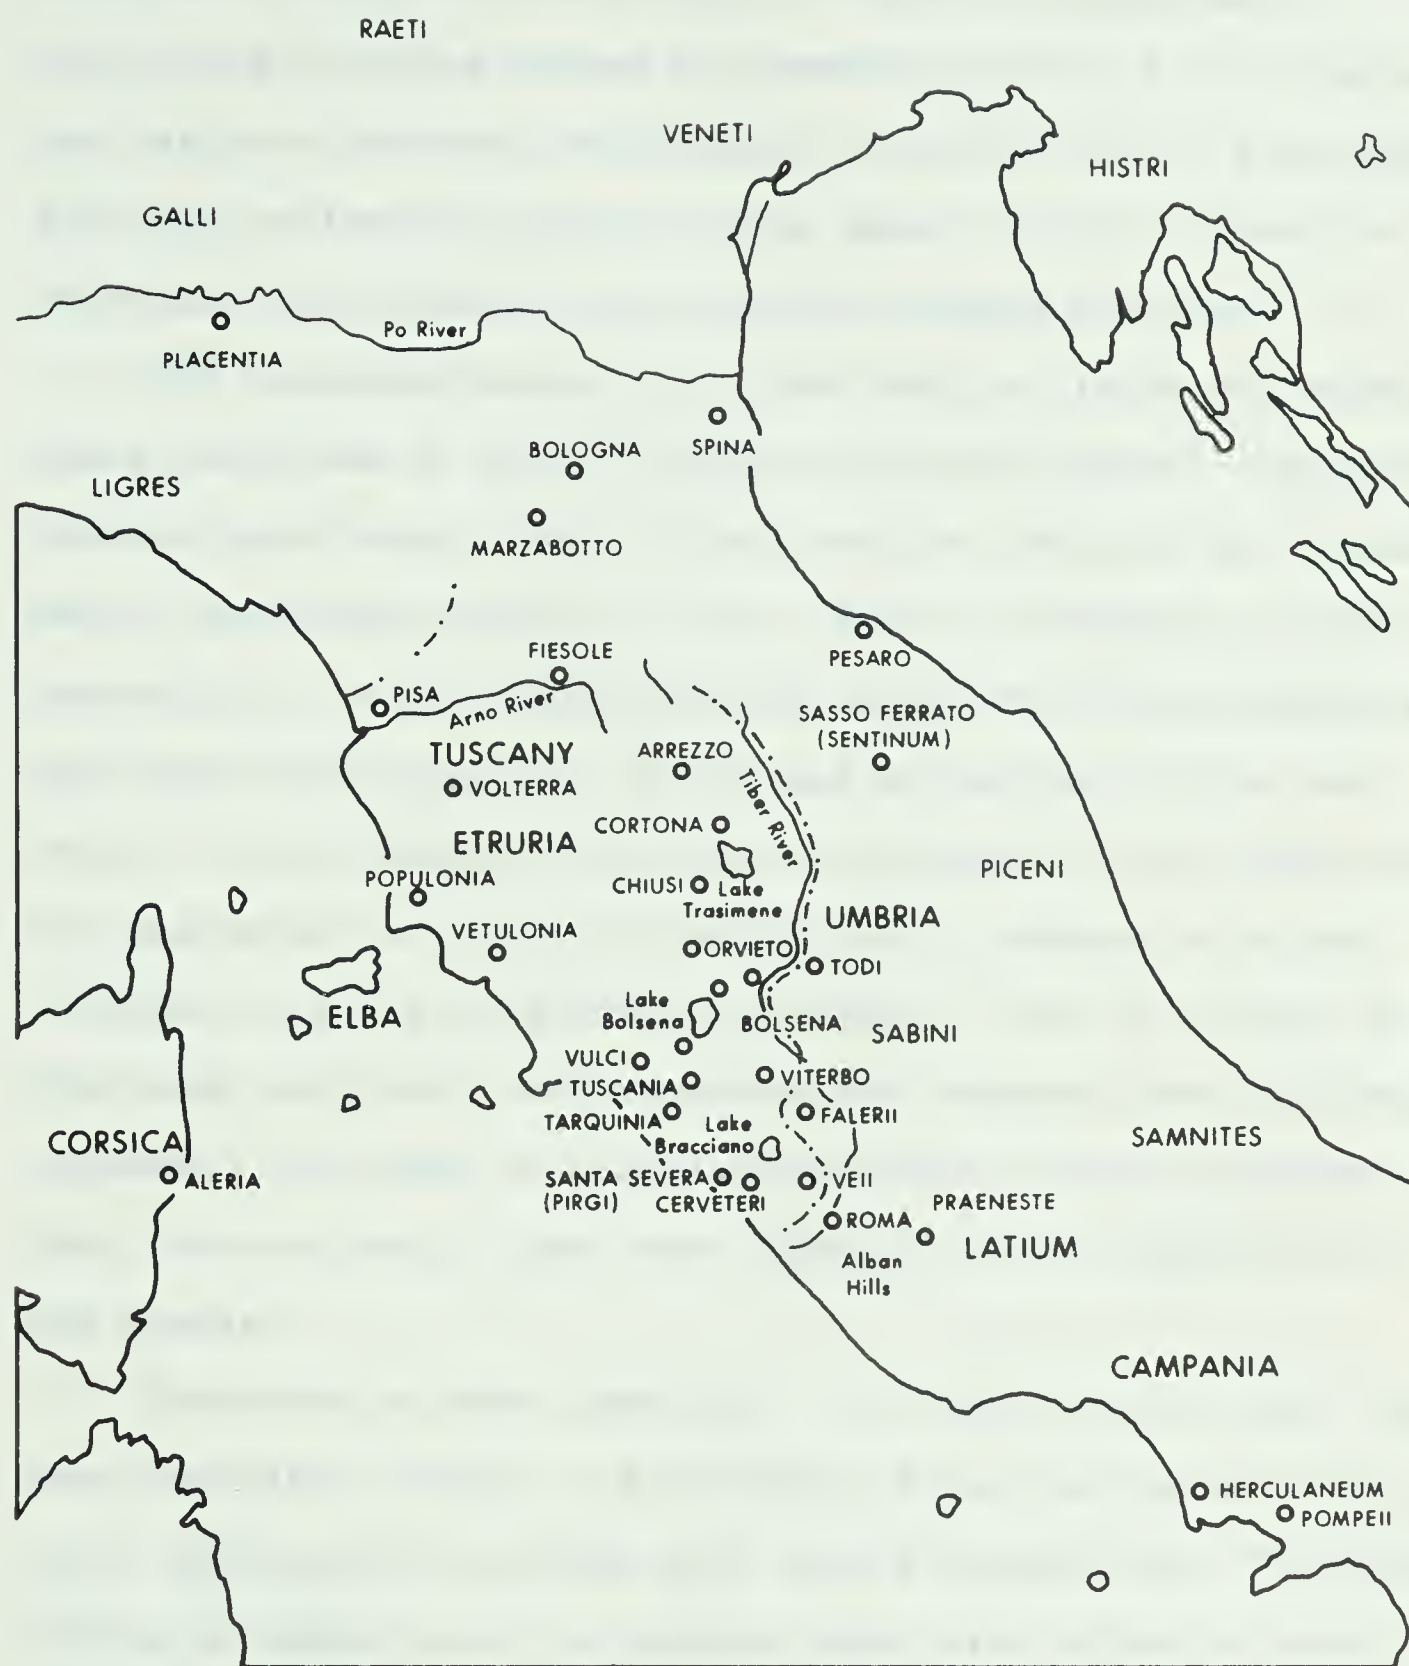 RAETI
VENETI
HISTRI
GALLI
Po River
PLACENTIA
BOLOGNA
SPINA
LIGRES
MARZABOTTO
FIESOLE
PESARO
PISA
Arno River
SASSO FERRATO
(SENTINUM)
TUSCANY
ARREZZO
VOLTERRA
Tiber River
CORTONA
ETRURIA
PICENI
POPULONIA
CHIUSI
Lake
Trasimene
UMBRIA
VETULONIA
ORVIETO
TODI
Lake
Bolsena
ELBA
BOLSENA
SABINI
VULCI
TUSCANIA
VITERBO
TARQUINIA
FALERII
Lake
Bracciano
CORSICA
SAMNITES
ALERIA
SANTA SEVERA
(PIRGI)
CERVETERI
VEII
PRAENESTE
ROMA
LATIUM
Alban
Hills
CAMPANIA
HERCULANEUM
POMPEII